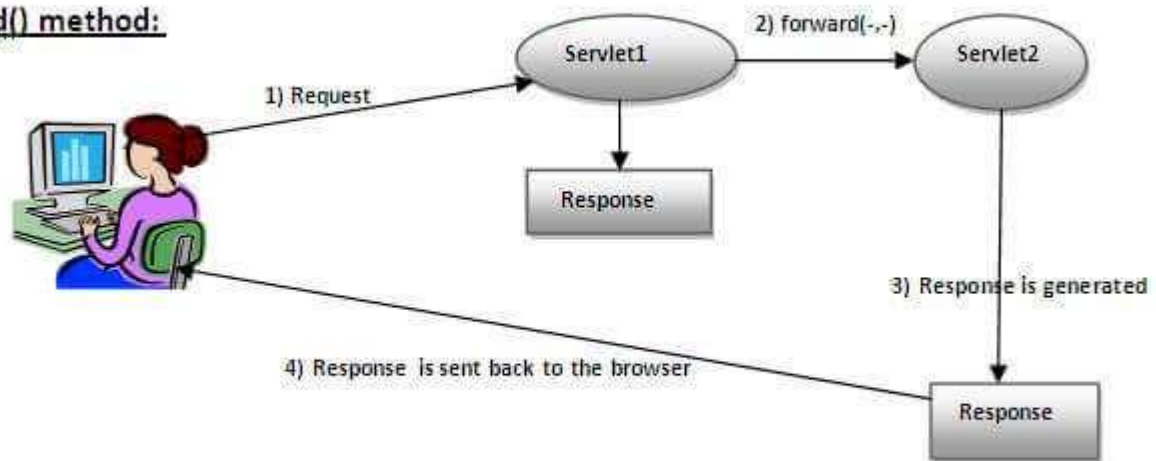 () method:
1) Request
Servlet1
2) forward(-,-)
Servlet2
Response
3) Response is generated
4) Response is sent back to the browser
Response